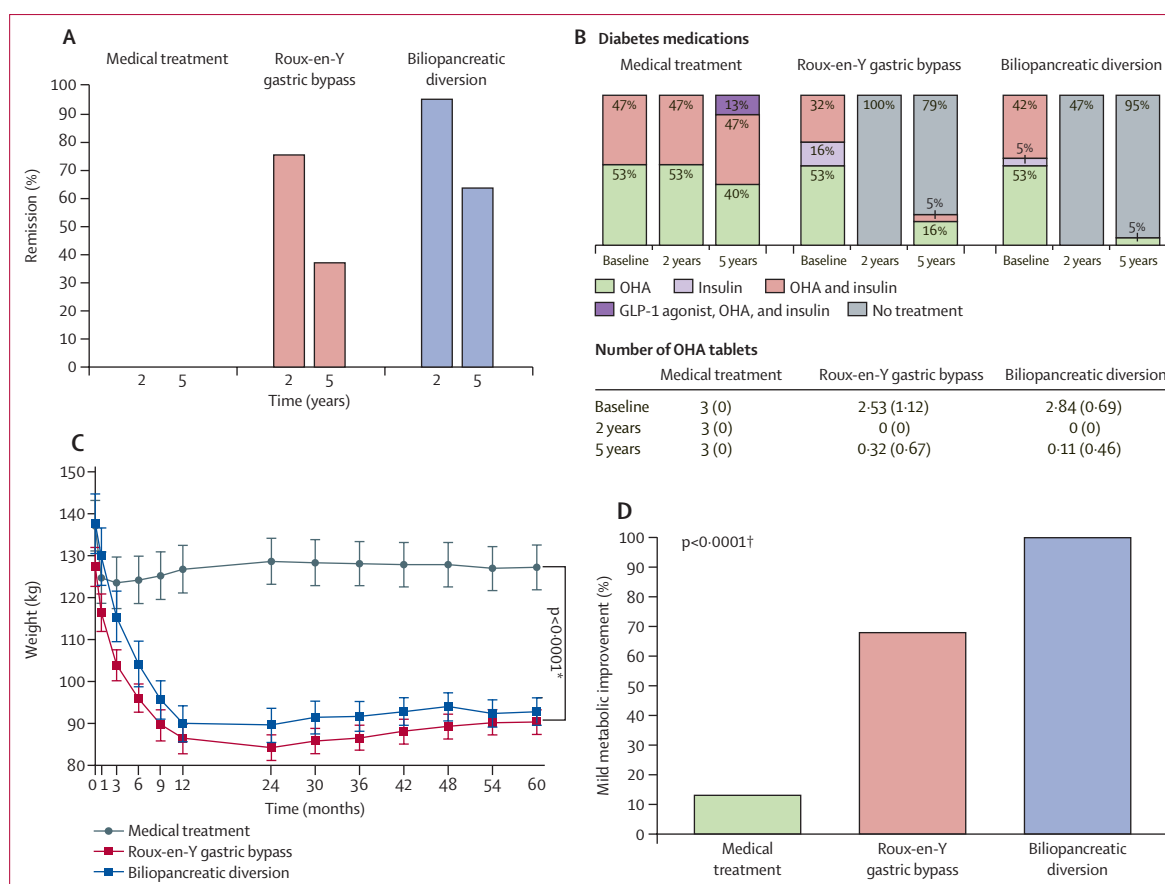 A
Medical treatment
Roux-en-Y
gastric bypass
Biliopancreatic
diversion
Remission (%)
100
90
80
70
60
50
40
30
20
10
0
2 5 2 5 2 5
Time (years)
B Diabetes medications
Medical treatment Roux-en-Y gastric bypass Biliopancreatic diversion
47% 47% 13% 32% 100% 79% 42% 47% 95%
47%
16% 5%
53% 53% 40% 53% 5% 53% 5%
16%
Baseline 2 years 5 years Baseline 2 years 5 years Baseline 2 years 5 years
OHA Insulin OHA and insulin
GLP-1 agonist, OHA, and insulin No treatment
Number of OHA tablets
Medical treatment Roux-en-Y gastric bypass Biliopancreatic diversion
Baseline 3 (0) 2·53 (1·12) 2·84 (0·69)
2 years 3 (0) 0 (0) 0 (0)
5 years 3 (0) 0·32 (0·67) 0·11 (0·46)
C
Weight (kg)
150
140
130
120
110
100
90
80
p<0·0001*
0 1 3 6 9 12 24 30 36 42 48 54 60
Time (months)
Medical treatment
Roux-en-Y gastric bypass
Biliopancreatic diversion
D
p<0·0001†
Mild metabolic improvement (%)
100
90
80
70
60
50
40
30
20
10
0
Medical
treatment
Roux-en-Y
gastric bypass
Biliopancreatic
diversion